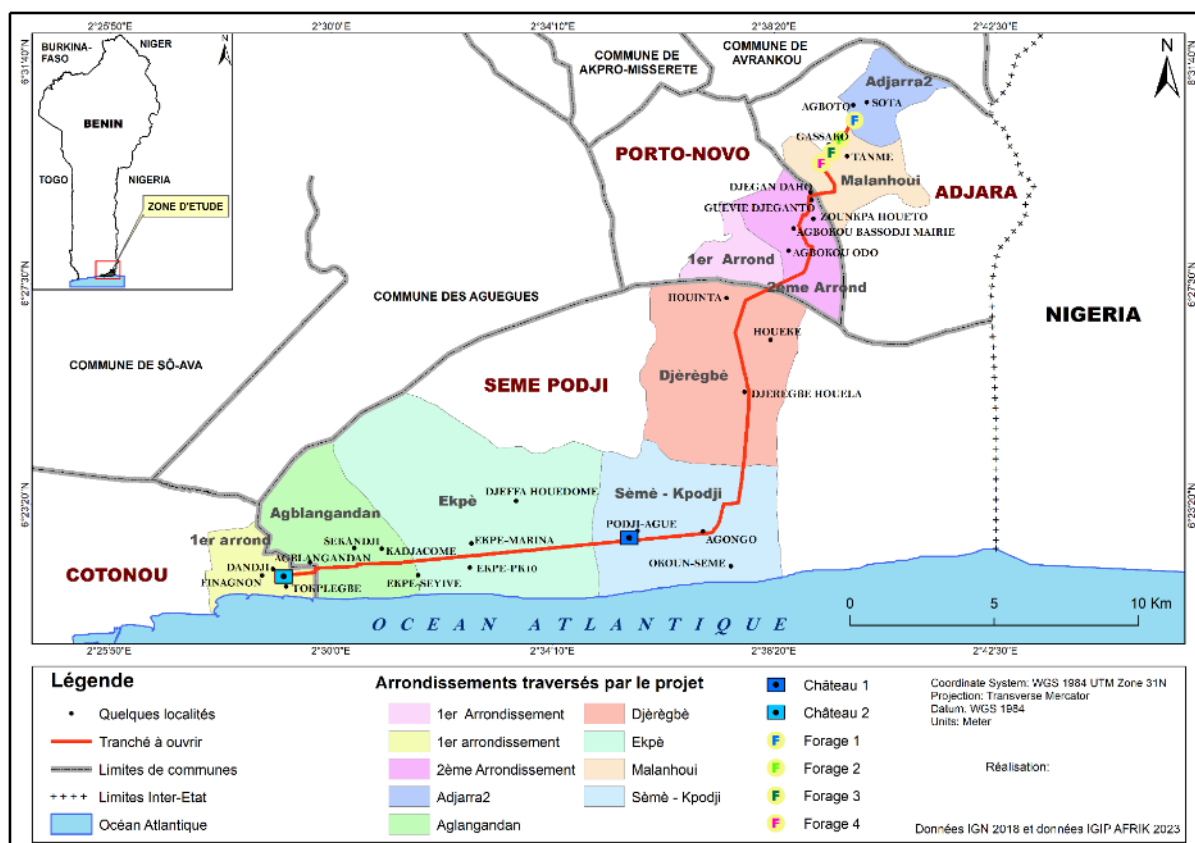 2°25'50"E
2°30'0"E
2°34'10"E
2°38'20"E
2°42'30"E
6°31'40"N
6°27'30"N
6°23'20"N
BURKINA-
FASO
NIGER
N
BENIN
TOGO
NIGERIA
ZONE D'ETUDE
COMMUNE DE
AKPRO-MISSERETE
COMMUNE DE
AVRANKOU
N
Adjarra2
AGBOTO
SOTA
F
GASSAKO
F
F
TANME
PORTO-NOVO
Malanhoui
ADJARA
DJEGAN DAHO
GUEVIE DJEGANTO
ZOUNKPA HOUETO
AGBOKOU BASSODJI MAIRIE
AGBOKOU ODO
1er Arrond
2ème Arrond
COMMUNE DES AGUEGUES
HOUINTA
NIGERIA
HOUEKE
COMMUNE DE SÔ-AVA
SEME PODJI
Djèrègbè
DJEREGBE HOUELA
Ekpè
DJEFFA HOUEDOME
Sèmè - Kpodji
Agblangandan
PODJI-AGUE
AGONGO
1er arrond
SEKANDJI
KADJACOME
EKPE-MARINA
AGBLANGANDAN
COTONOU
DANDJI
FINAGNON
TOKPLEGBE
EKPE-SEYIVE
EKPE-PK10
OKOUN-SEME
0 5 10 Km
OCEAN ATLANTIQUE
2°25'50"E
2°30'0"E
2°34'10"E
2°38'20"E
2°42'30"E
6°31'40"N
6°27'30"N
6°23'20"N
Légende
Quelques localités
Tranché à ouvrir
Limites de communes
Limites Inter-Etat
Océan Atlantique
Arrondissements traversés par le projet
1er Arrondissement
1er arrondissement
2ème Arrondissement
Adjarra2
Aglangandan
Djèrègbè
Ekpè
Malanhoui
Sèmè - Kpodji
Château 1
Château 2
F Forage 1
F Forage 2
F Forage 3
F Forage 4
Coordinate System: WGS 1984 UTM Zone 31N
Projection: Transverse Mercator
Datum: WGS 1984
Units: Meter
Réalisation:
Données IGN 2018 et données IGIP AFRIK 2023